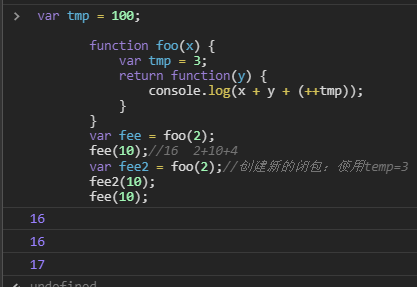 > var tmp = 100;
function foo(x) {
var tmp = 3;
return function(y) {
console.log(x + y + (++tmp));
}
}
var fee = foo(2);
fee(10);//16 2+10+4
var fee2 = foo(2);//创建新的闭包：使用temp=3
fee2(10);
fee(10);
16
16
17
undefined